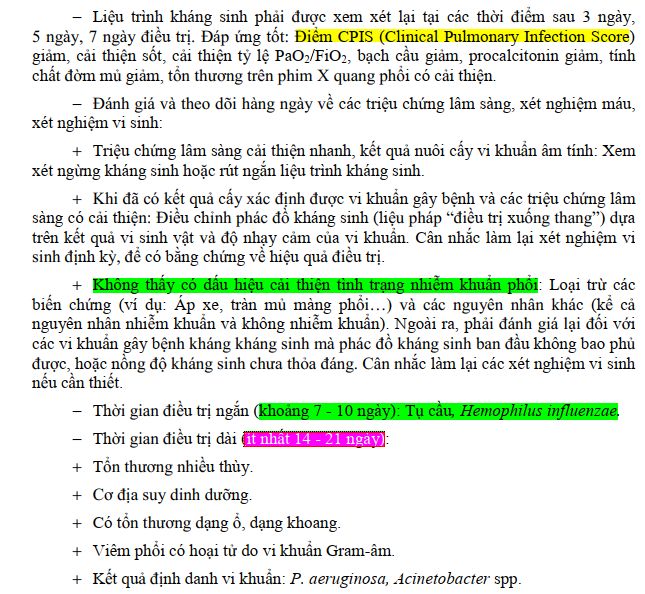 − Liệu trình kháng sinh phải được xem xét lại tại các thời điểm sau 3 ngày,
5 ngày, 7 ngày điều trị. Đáp ứng tốt: Điểm CPIS (Clinical Pulmonary Infection Score)
giảm, cải thiện sốt, cải thiện tỷ lệ PaO₂/FiO₂, bạch cầu giảm, procalcitonin giảm, tính
chất đờm mủ giảm, tổn thương trên phim X quang phổi có cải thiện.
− Đánh giá và theo dõi hàng ngày về các triệu chứng lâm sàng, xét nghiệm máu,
xét nghiệm vi sinh:
+ Triệu chứng lâm sàng cải thiện nhanh, kết quả nuôi cấy vi khuẩn âm tính: Xem
xét ngừng kháng sinh hoặc rút ngắn liệu trình kháng sinh.
+ Khi đã có kết quả cấy xác định được vi khuẩn gây bệnh và các triệu chứng lâm
sàng có cải thiện: Điều chỉnh phác đồ kháng sinh (liệu pháp “điều trị xuống thang”) dựa
trên kết quả vi sinh vật và độ nhạy cảm của vi khuẩn. Cân nhắc làm lại xét nghiệm vi
sinh định kỳ, để có bằng chứng về hiệu quả điều trị.
+ Không thấy có dấu hiệu cải thiện tình trạng nhiễm khuẩn phổi: Loại trừ các
biến chứng (ví dụ: Áp xe, tràn mủ màng phổi…) và các nguyên nhân khác (kể cả
nguyên nhân nhiễm khuẩn và không nhiễm khuẩn). Ngoài ra, phải đánh giá lại đối với
các vi khuẩn gây bệnh kháng kháng sinh mà phác đồ kháng sinh ban đầu không bao phủ
được, hoặc nồng độ kháng sinh chưa thỏa đáng. Cân nhắc làm lại các xét nghiệm vi sinh
nếu cần thiết.
− Thời gian điều trị ngắn (khoảng 7 - 10 ngày): Tụ cầu, Hemophilus influenzae.
− Thời gian điều trị dài (ít nhất 14 - 21 ngày):
+ Tổn thương nhiều thùy.
+ Cơ địa suy dinh dưỡng.
+ Có tổn thương dạng ổ, dạng khoang.
+ Viêm phổi có hoại tử do vi khuẩn Gram-âm.
+ Kết quả định danh vi khuẩn: P. aeruginosa, Acinetobacter spp.